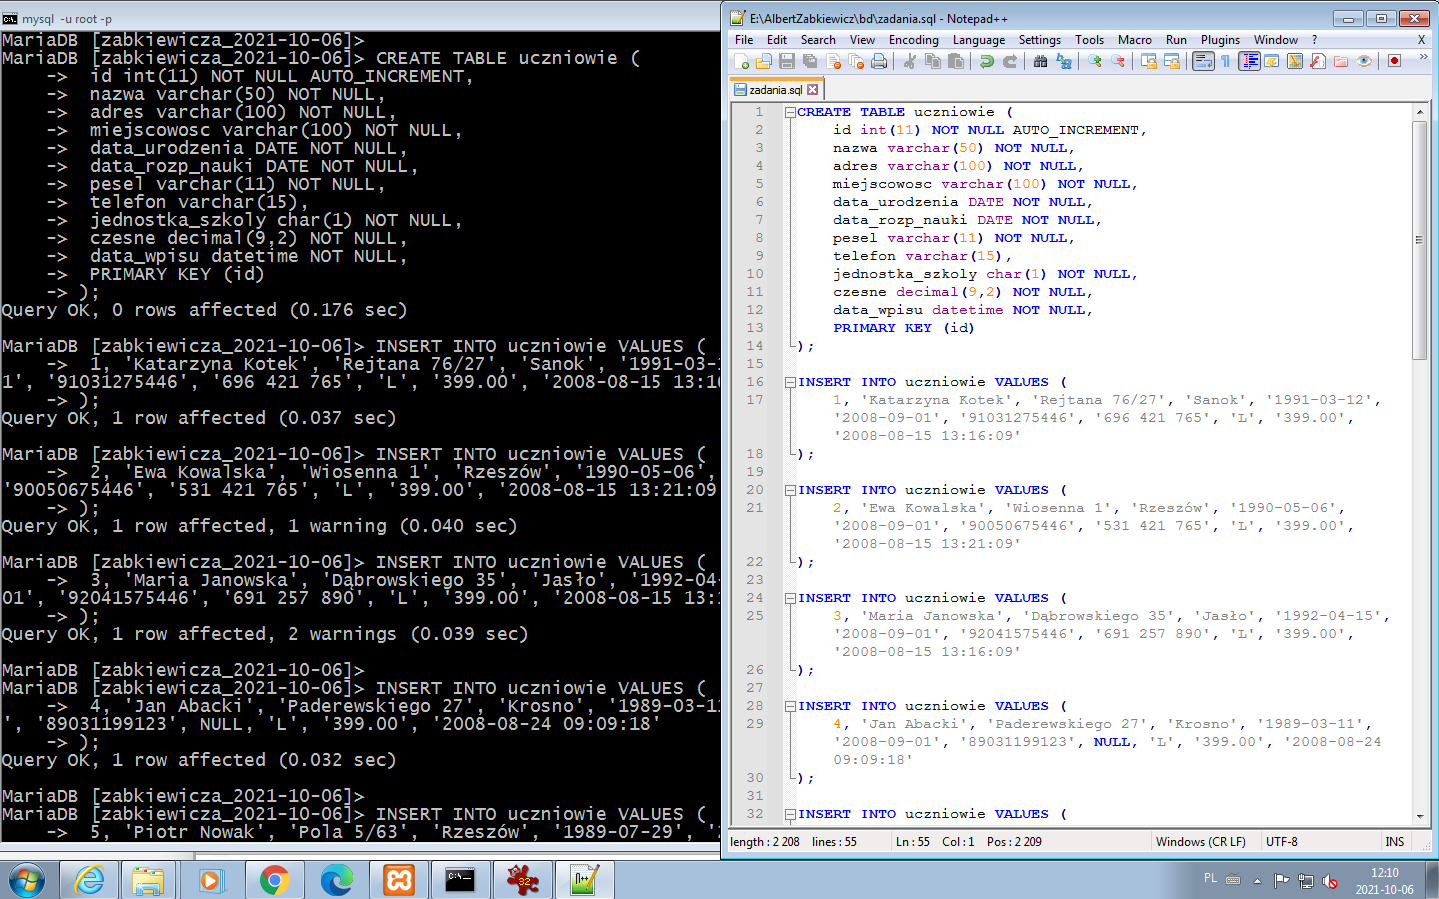 mysql  -u root -p
MariaDB [zabkiewicza_2021-10-06]>
MariaDB [zabkiewicza_2021-10-06]> CREATE TABLE uczniowie (
    ->  id int(11) NOT NULL AUTO_INCREMENT,
    ->  nazwa varchar(50) NOT NULL,
    ->  adres varchar(100) NOT NULL,
    ->  miejscowosc varchar(100) NOT NULL,
    ->  data_urodzenia DATE NOT NULL,
    ->  data_rozp_nauki DATE NOT NULL,
    ->  pesel varchar(11) NOT NULL,
    ->  telefon varchar(15),
    ->  jednostka_szkoly char(1) NOT NULL,
    ->  czesne decimal(9,2) NOT NULL,
    ->  data_wpisu datetime NOT NULL,
    ->  PRIMARY KEY (id)
    -> );
Query OK, 0 rows affected (0.176 sec)
MariaDB [zabkiewicza_2021-10-06]> INSERT INTO uczniowie VALUES (
    ->  1, 'Katarzyna Kotek', 'Rejtana 76/27', 'Sanok', '1991-03-1
1', '91031275446', '696 421 765', 'L', '399.00', '2008-08-15 13:16
    -> );
Query OK, 1 row affected (0.037 sec)
MariaDB [zabkiewicza_2021-10-06]> INSERT INTO uczniowie VALUES (
    ->  2, 'Ewa Kowalska', 'Wiosenna 1', 'Rzeszów', '1990-05-06',
'90050675446', '531 421 765', 'L', '399.00', '2008-08-15 13:21:09
    -> );
Query OK, 1 row affected, 1 warning (0.040 sec)
MariaDB [zabkiewicza_2021-10-06]> INSERT INTO uczniowie VALUES (
    ->  3, 'Maria Janowska', 'Dąbrowskiego 35', 'Jasło', '1992-04-
01', '92041575446', '691 257 890', 'L', '399.00', '2008-08-15 13:1
    -> );
Query OK, 1 row affected, 2 warnings (0.039 sec)
MariaDB [zabkiewicza_2021-10-06]>
MariaDB [zabkiewicza_2021-10-06]> INSERT INTO uczniowie VALUES (
    ->  4, 'Jan Abacki', 'Paderewskiego 27', 'Krosno', '1989-03-11
', '89031199123', NULL, 'L', '399.00', '2008-08-24 09:09:18'
    -> );
Query OK, 1 row affected (0.032 sec)
MariaDB [zabkiewicza_2021-10-06]>
MariaDB [zabkiewicza_2021-10-06]> INSERT INTO uczniowie VALUES (
    ->  5, 'Piotr Nowak', 'Pola 5/63', 'Rzeszów', '1989-07-29', '2
E:\AlbertZabkiewicz\bd\zadania.sql - Notepad++
File Edit Search View Encoding Language Settings Tools Macro Run Plugins Window ? X
zadania.sql
1 CREATE TABLE uczniowie (
2     id int(11) NOT NULL AUTO_INCREMENT,
3     nazwa varchar(50) NOT NULL,
4     adres varchar(100) NOT NULL,
5     miejscowosc varchar(100) NOT NULL,
6     data_urodzenia DATE NOT NULL,
7     data_rozp_nauki DATE NOT NULL,
8     pesel varchar(11) NOT NULL,
9     telefon varchar(15),
10     jednostka_szkoly char(1) NOT NULL,
11     czesne decimal(9,2) NOT NULL,
12     data_wpisu datetime NOT NULL,
13     PRIMARY KEY (id)
14 );
15
16 INSERT INTO uczniowie VALUES (
17     1, 'Katarzyna Kotek', 'Rejtana 76/27', 'Sanok', '1991-03-12',
'2008-09-01', '91031275446', '696 421 765', 'L', '399.00',
'2008-08-15 13:16:09'
18 );
19
20 INSERT INTO uczniowie VALUES (
21     2, 'Ewa Kowalska', 'Wiosenna 1', 'Rzeszów', '1990-05-06',
'2008-09-01', '90050675446', '531 421 765', 'L', '399.00',
'2008-08-15 13:21:09'
22 );
23
24 INSERT INTO uczniowie VALUES (
25     3, 'Maria Janowska', 'Dąbrowskiego 35', 'Jasło', '1992-04-15',
'2008-09-01', '92041575446', '691 257 890', 'L', '399.00',
'2008-08-15 13:16:09'
26 );
27
28 INSERT INTO uczniowie VALUES (
29     4, 'Jan Abacki', 'Paderewskiego 27', 'Krosno', '1989-03-11',
'2008-09-01', '89031199123', NULL, 'L', '399.00', '2008-08-24
09:09:18'
30 );
31
32 INSERT INTO uczniowie VALUES (
length : 2 208 lines : 55 Ln : 55 Col : 1 Pos : 2 209 Windows (CR LF) UTF-8 INS
32
PL 12:10
2021-10-06